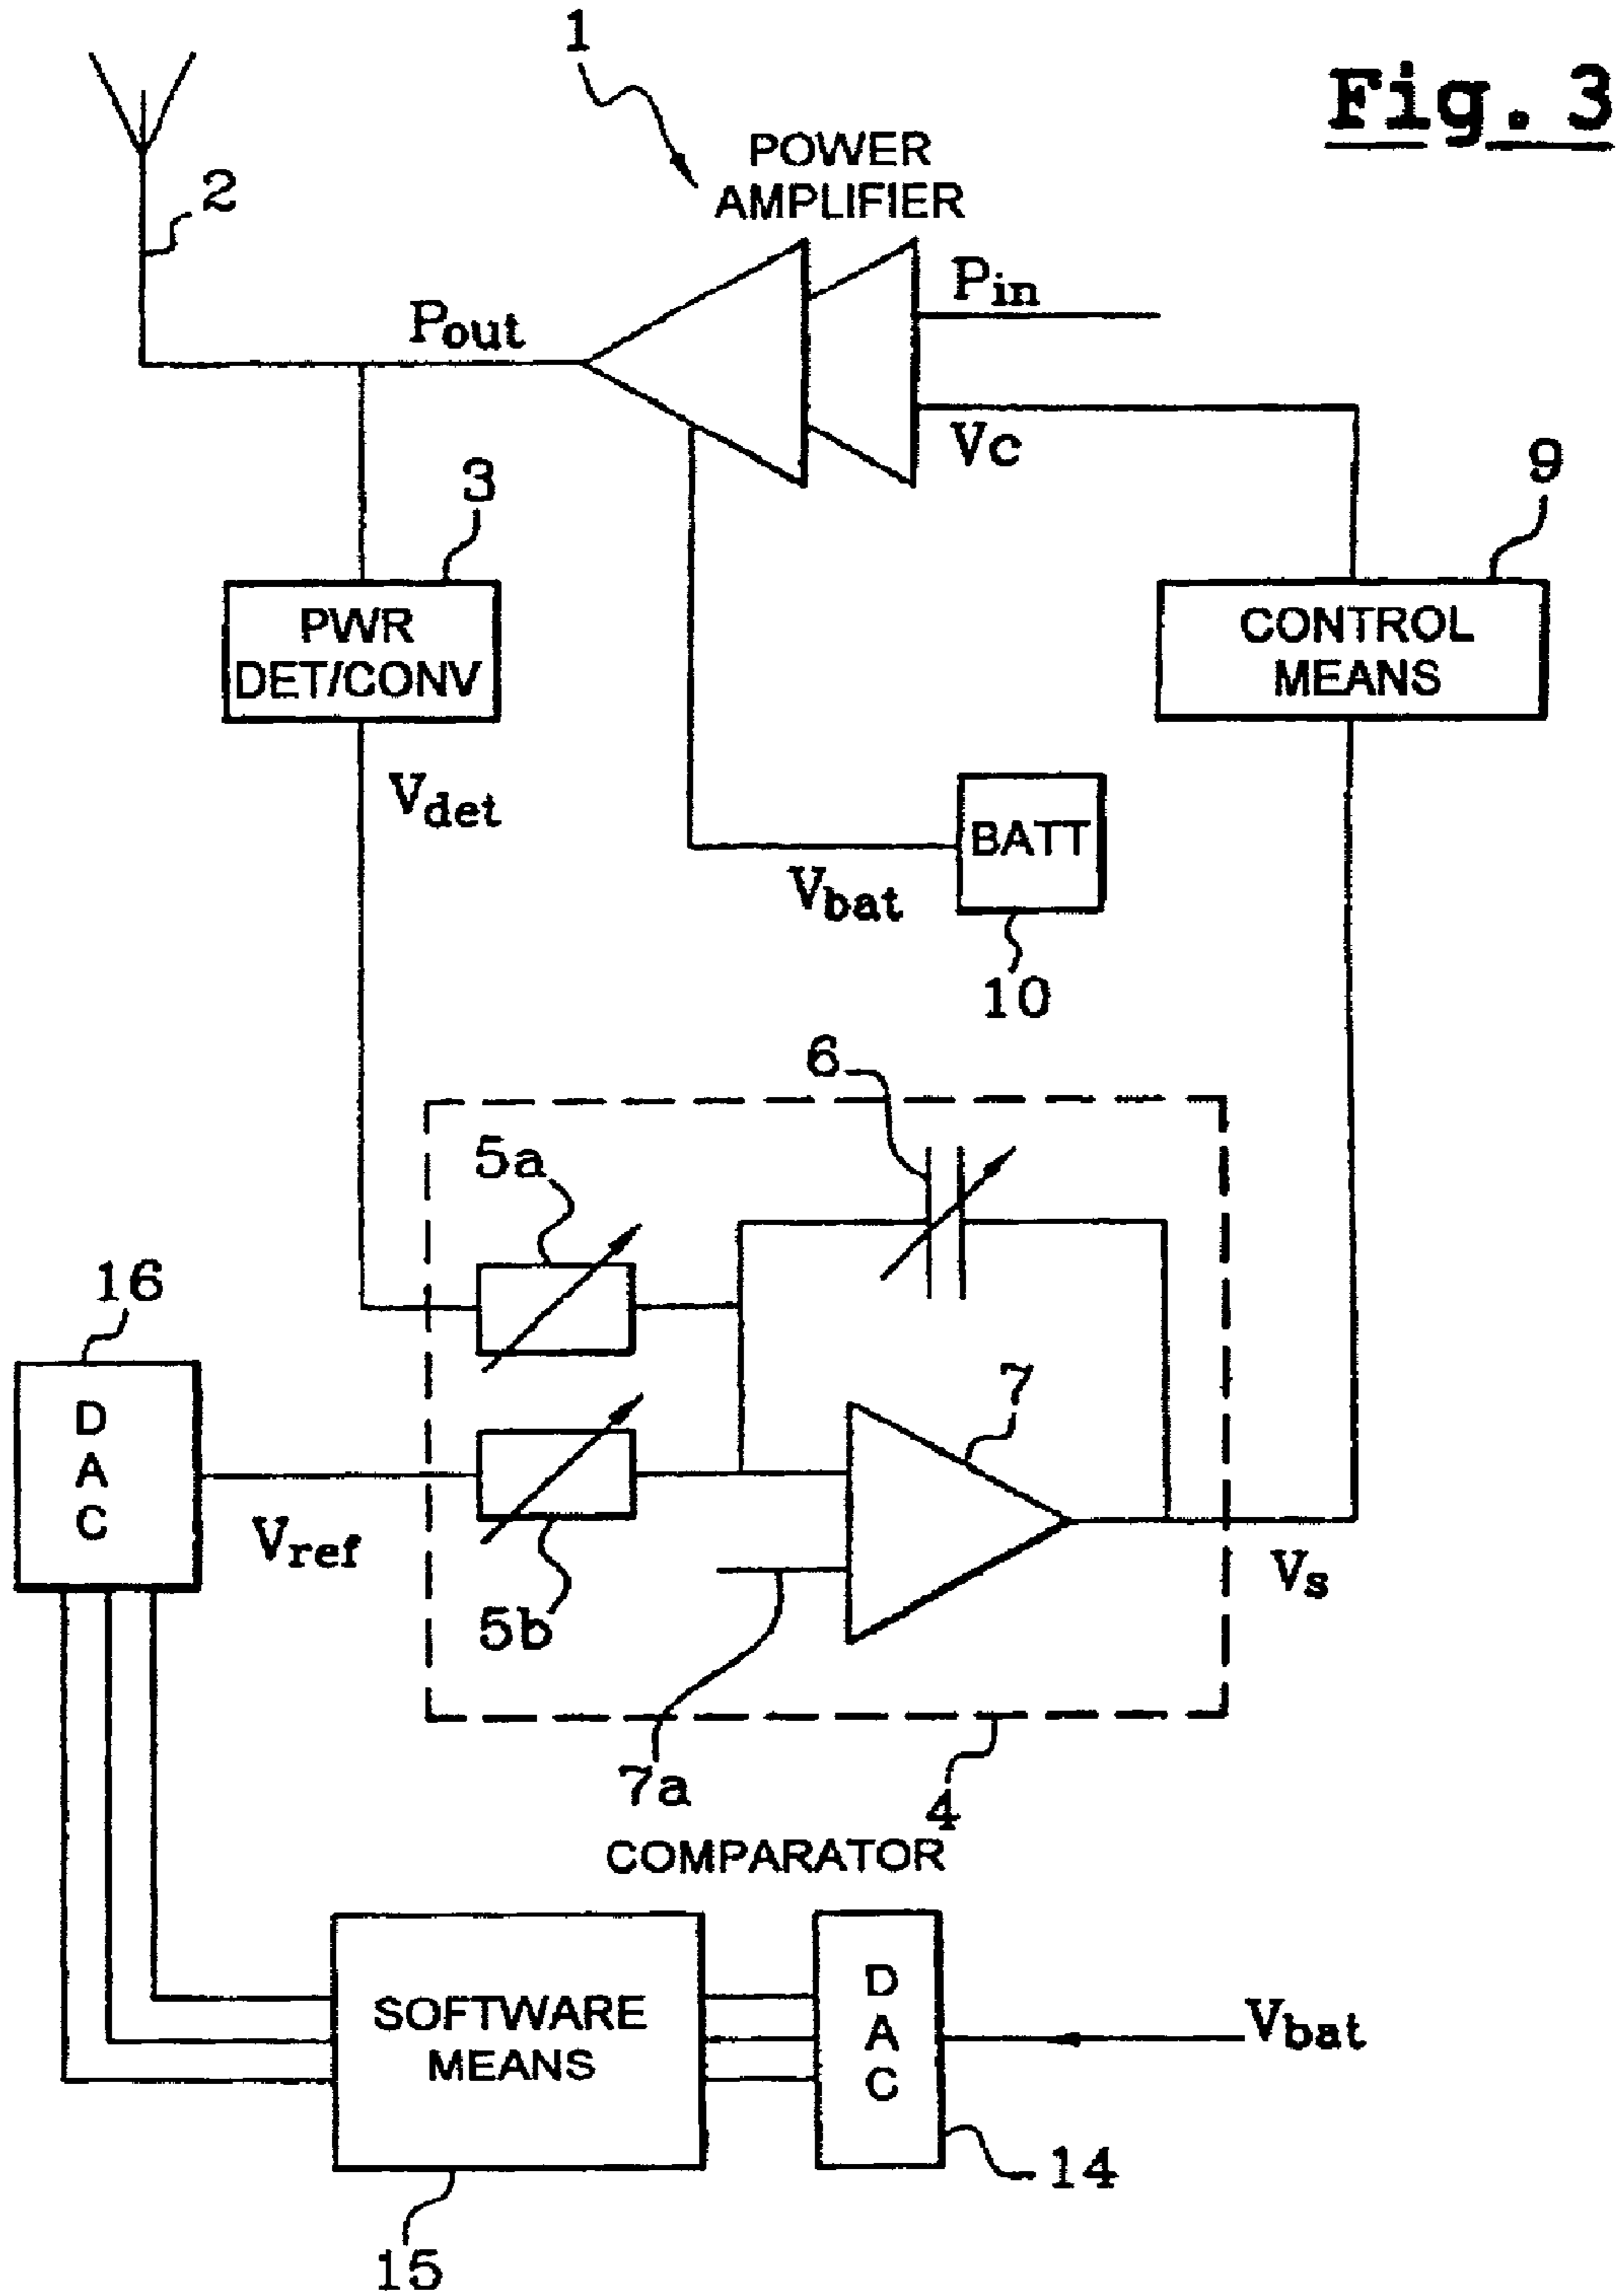 Fig. 3
1
POWER
AMPLIFIER
2
Pin
Pout
Vc
3
9
PWR
DET/CONV
CONTROL
MEANS
Vdet
BATT
Vbat
10
6
5a
16
7
D
A
C
Vref
5b
Vs
7a
4
COMPARATOR
SOFTWARE
MEANS
D
A
C
Vbat
14
15